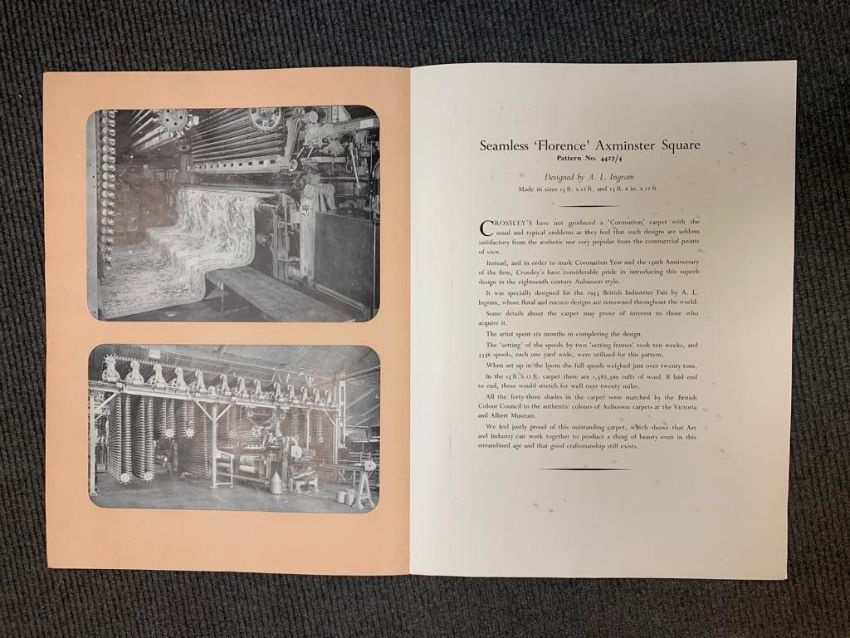 Seamless 'Florence' Axminster Square
Pattern No. 4427/4
Designed by A. L. Ingram
Made in sizes 15 ft. x 12 ft. and 13 ft. 6 in. x 12 ft.
CROSSLEY'S have not produced a 'Coronation' carpet with the
usual and typical emblems as they feel that such designs are seldom
satisfactory from the æsthetic nor very popular from the commercial points
of view.
Instead, and in order to mark Coronation Year and the 150th Anniversary
of the firm, Crossley's have considerable pride in introducing this superb
design in the eighteenth century Aubusson style.
It was specially designed for the 1953 British Industries Fair by A. L.
Ingram, whose floral and rococo designs are renowned throughout the world.
Some details about the carpet may prove of interest to those who
acquire it.
The artist spent six months in completing the design.
The 'setting' of the spools by two 'setting frames' took ten weeks, and
3396 spools, each one yard wide, were utilised for this pattern.
When set up in the loom the full spools weighed just over twenty tons.
In the 15 ft. x 12 ft. carpet there are tufts of wool. If laid end
to end, these would stretch for well over twenty miles.
All the forty-three shades in the carpet were matched by the British
Colour Council to the authentic colours of Aubusson carpets at the Victoria
and Albert Museum.
We feel justly proud of this outstanding carpet, which shows that Art
and Industry can work together to produce a thing of beauty even in this
streamlined age and that good craftsmanship still exists.